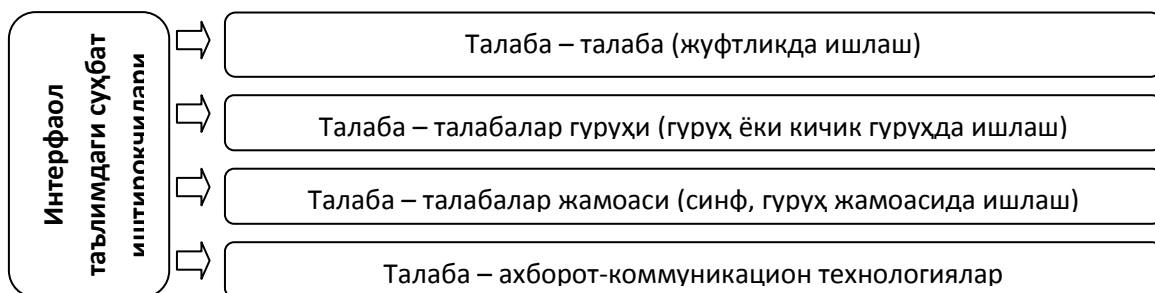 Интерфаол
таълимдаги суҳбат
иштирокчилари
Талаба – талаба (жуфтликда ишлаш)
Талаба – талабалар гуруҳи (гуруҳ ёки кичик гуруҳда ишлаш)
Талаба – талабалар жамоаси (синф, гуруҳ жамоасида ишлаш)
Талаба – ахборот-коммуникацион технологиялар